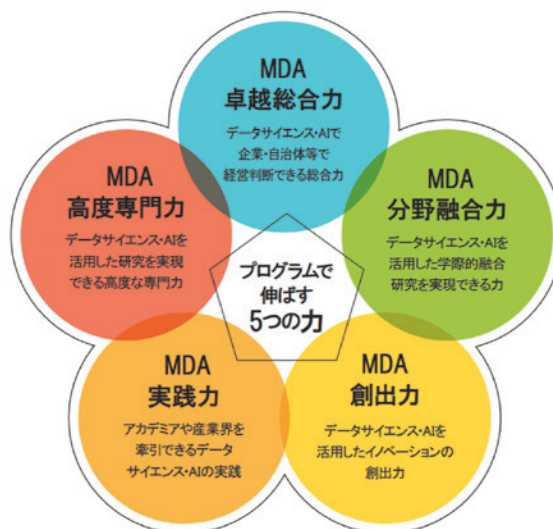 MDA
卓越総合力
データサイエンス・AIで
企業・自治体等で
経営判断できる総合力
MDA
高度専門力
データサイエンス・AIを
活用した研究を実現
できる高度な専門力
MDA
分野融合力
データサイエンス・AIを
活用した学際的融合
研究を実現できる力
プログラムで
伸ばす
5つの力
MDA
実践力
アカデミアや産業界を
牽引できるデータ
サイエンス・AIの実践
MDA
創出力
データサイエンス・AIを
活用したイノベーションの
創出力